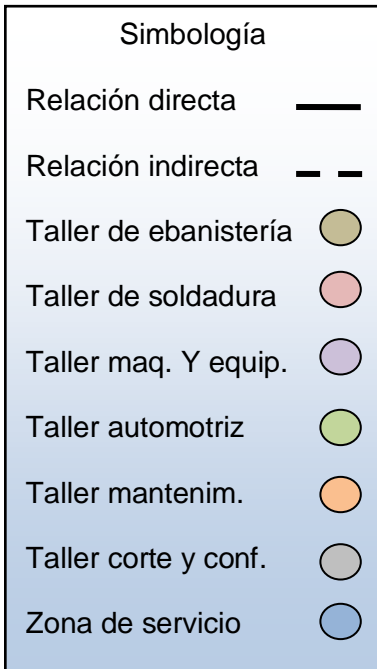 Simbología
Relación directa
Relación indirecta
Taller de ebanistería
Taller de soldadura
Taller maq. Y equip.
Taller automotriz
Taller mantenim.
Taller corte y conf.
Zona de servicio